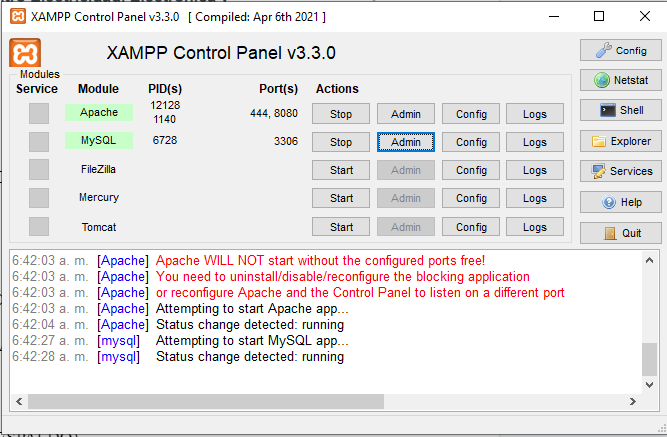 XAMPP Control Panel v3.3.0 [ Compiled: Apr 6th 2021 ]
XAMPP Control Panel v3.3.0
Config
Modules
Service Module PID(s) Port(s) Actions
Netstat
Apache 12128 1140 444, 8080 Stop Admin Config Logs
Shell
MySQL 6728 3306 Stop Admin Config Logs
Explorer
FileZilla Start Admin Config Logs
Services
Mercury Start Admin Config Logs
Help
Tomcat Start Admin Config Logs
Quit
6:42:03 a. m. [Apache] Apache WILL NOT start without the configured ports free!
6:42:03 a. m. [Apache] You need to uninstall/disable/reconfigure the blocking application
6:42:03 a. m. [Apache] or reconfigure Apache and the Control Panel to listen on a different port
6:42:03 a. m. [Apache] Attempting to start Apache app...
6:42:04 a. m. [Apache] Status change detected: running
6:42:27 a. m. [mysql] Attempting to start MySQL app...
6:42:28 a. m. [mysql] Status change detected: running